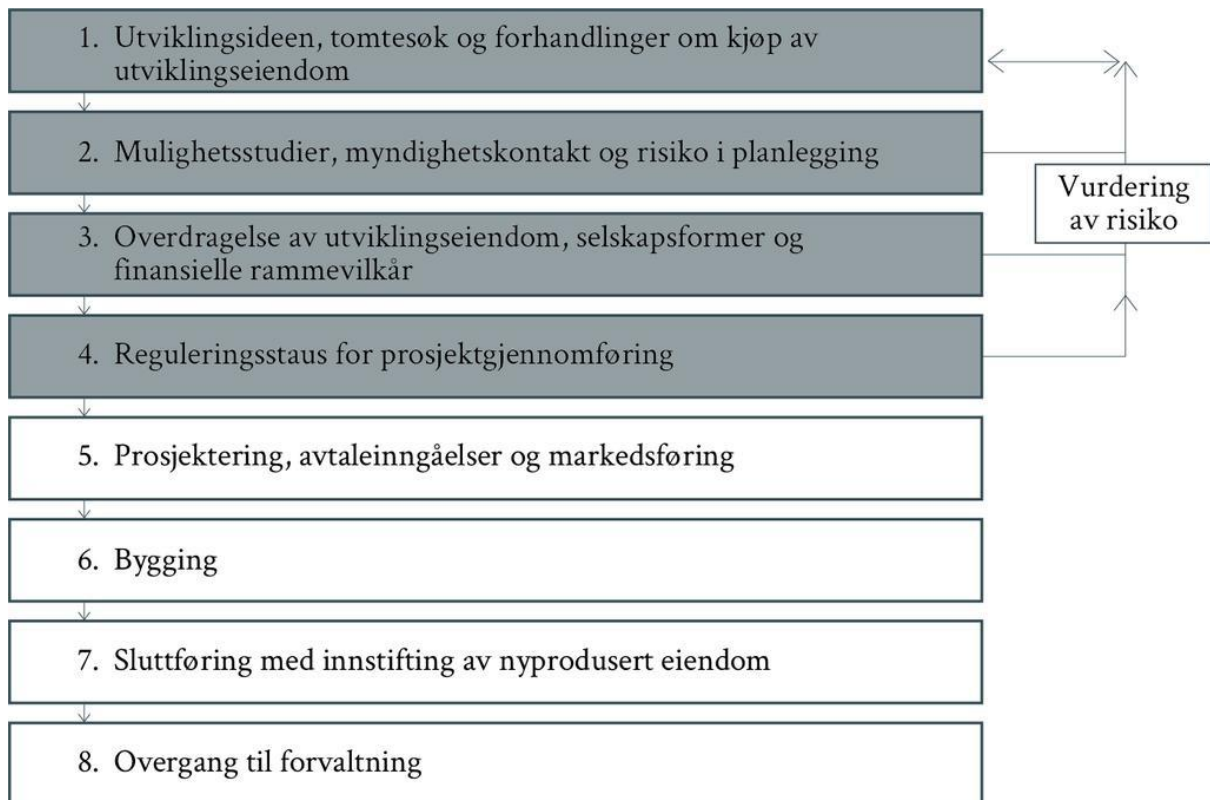 1. Utviklingsideen, tomtesøk og forhandlinger om kjøp av
utviklingseiendom
2. Mulighetsstudier, myndighetskontakt og risiko i planlegging
Vurdering
av risiko
3. Overdragelse av utviklingseiendom, selskapsformer og
finansielle rammevilkår
4. Reguleringsstaus for prosjektgjennomføring
5. Prosjektering, avtaleinngåelser og markedsføring
6. Bygging
7. Sluttføring med innstifting av nyprodusert eiendom
8. Overgang til forvaltning